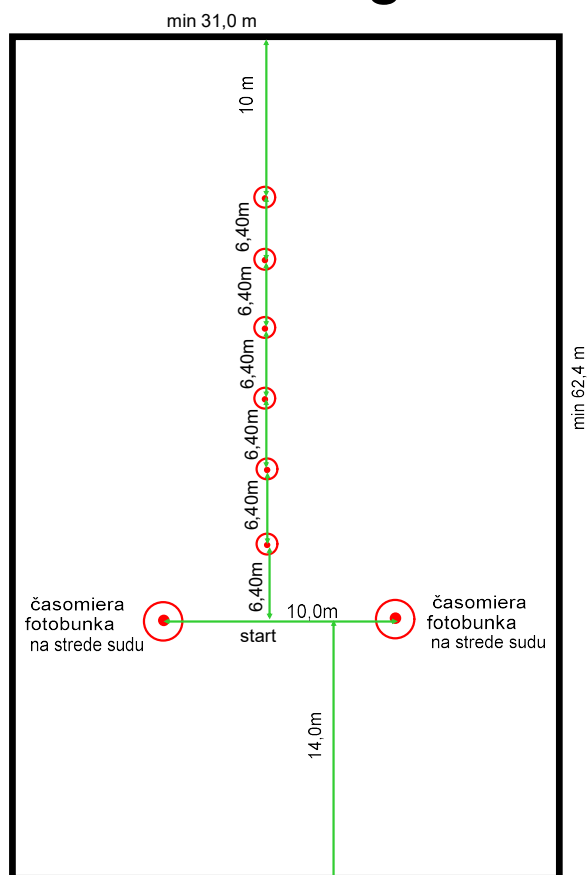 min 31,0 m
10 m
6,40m
6,40m
6,40m
min 62,4 m
6,40m
6,40m
6,40m
časomiera
fotobunka
na strede sudu
10,0m
start
časomiera
fotobunka
na strede sudu
14,0m